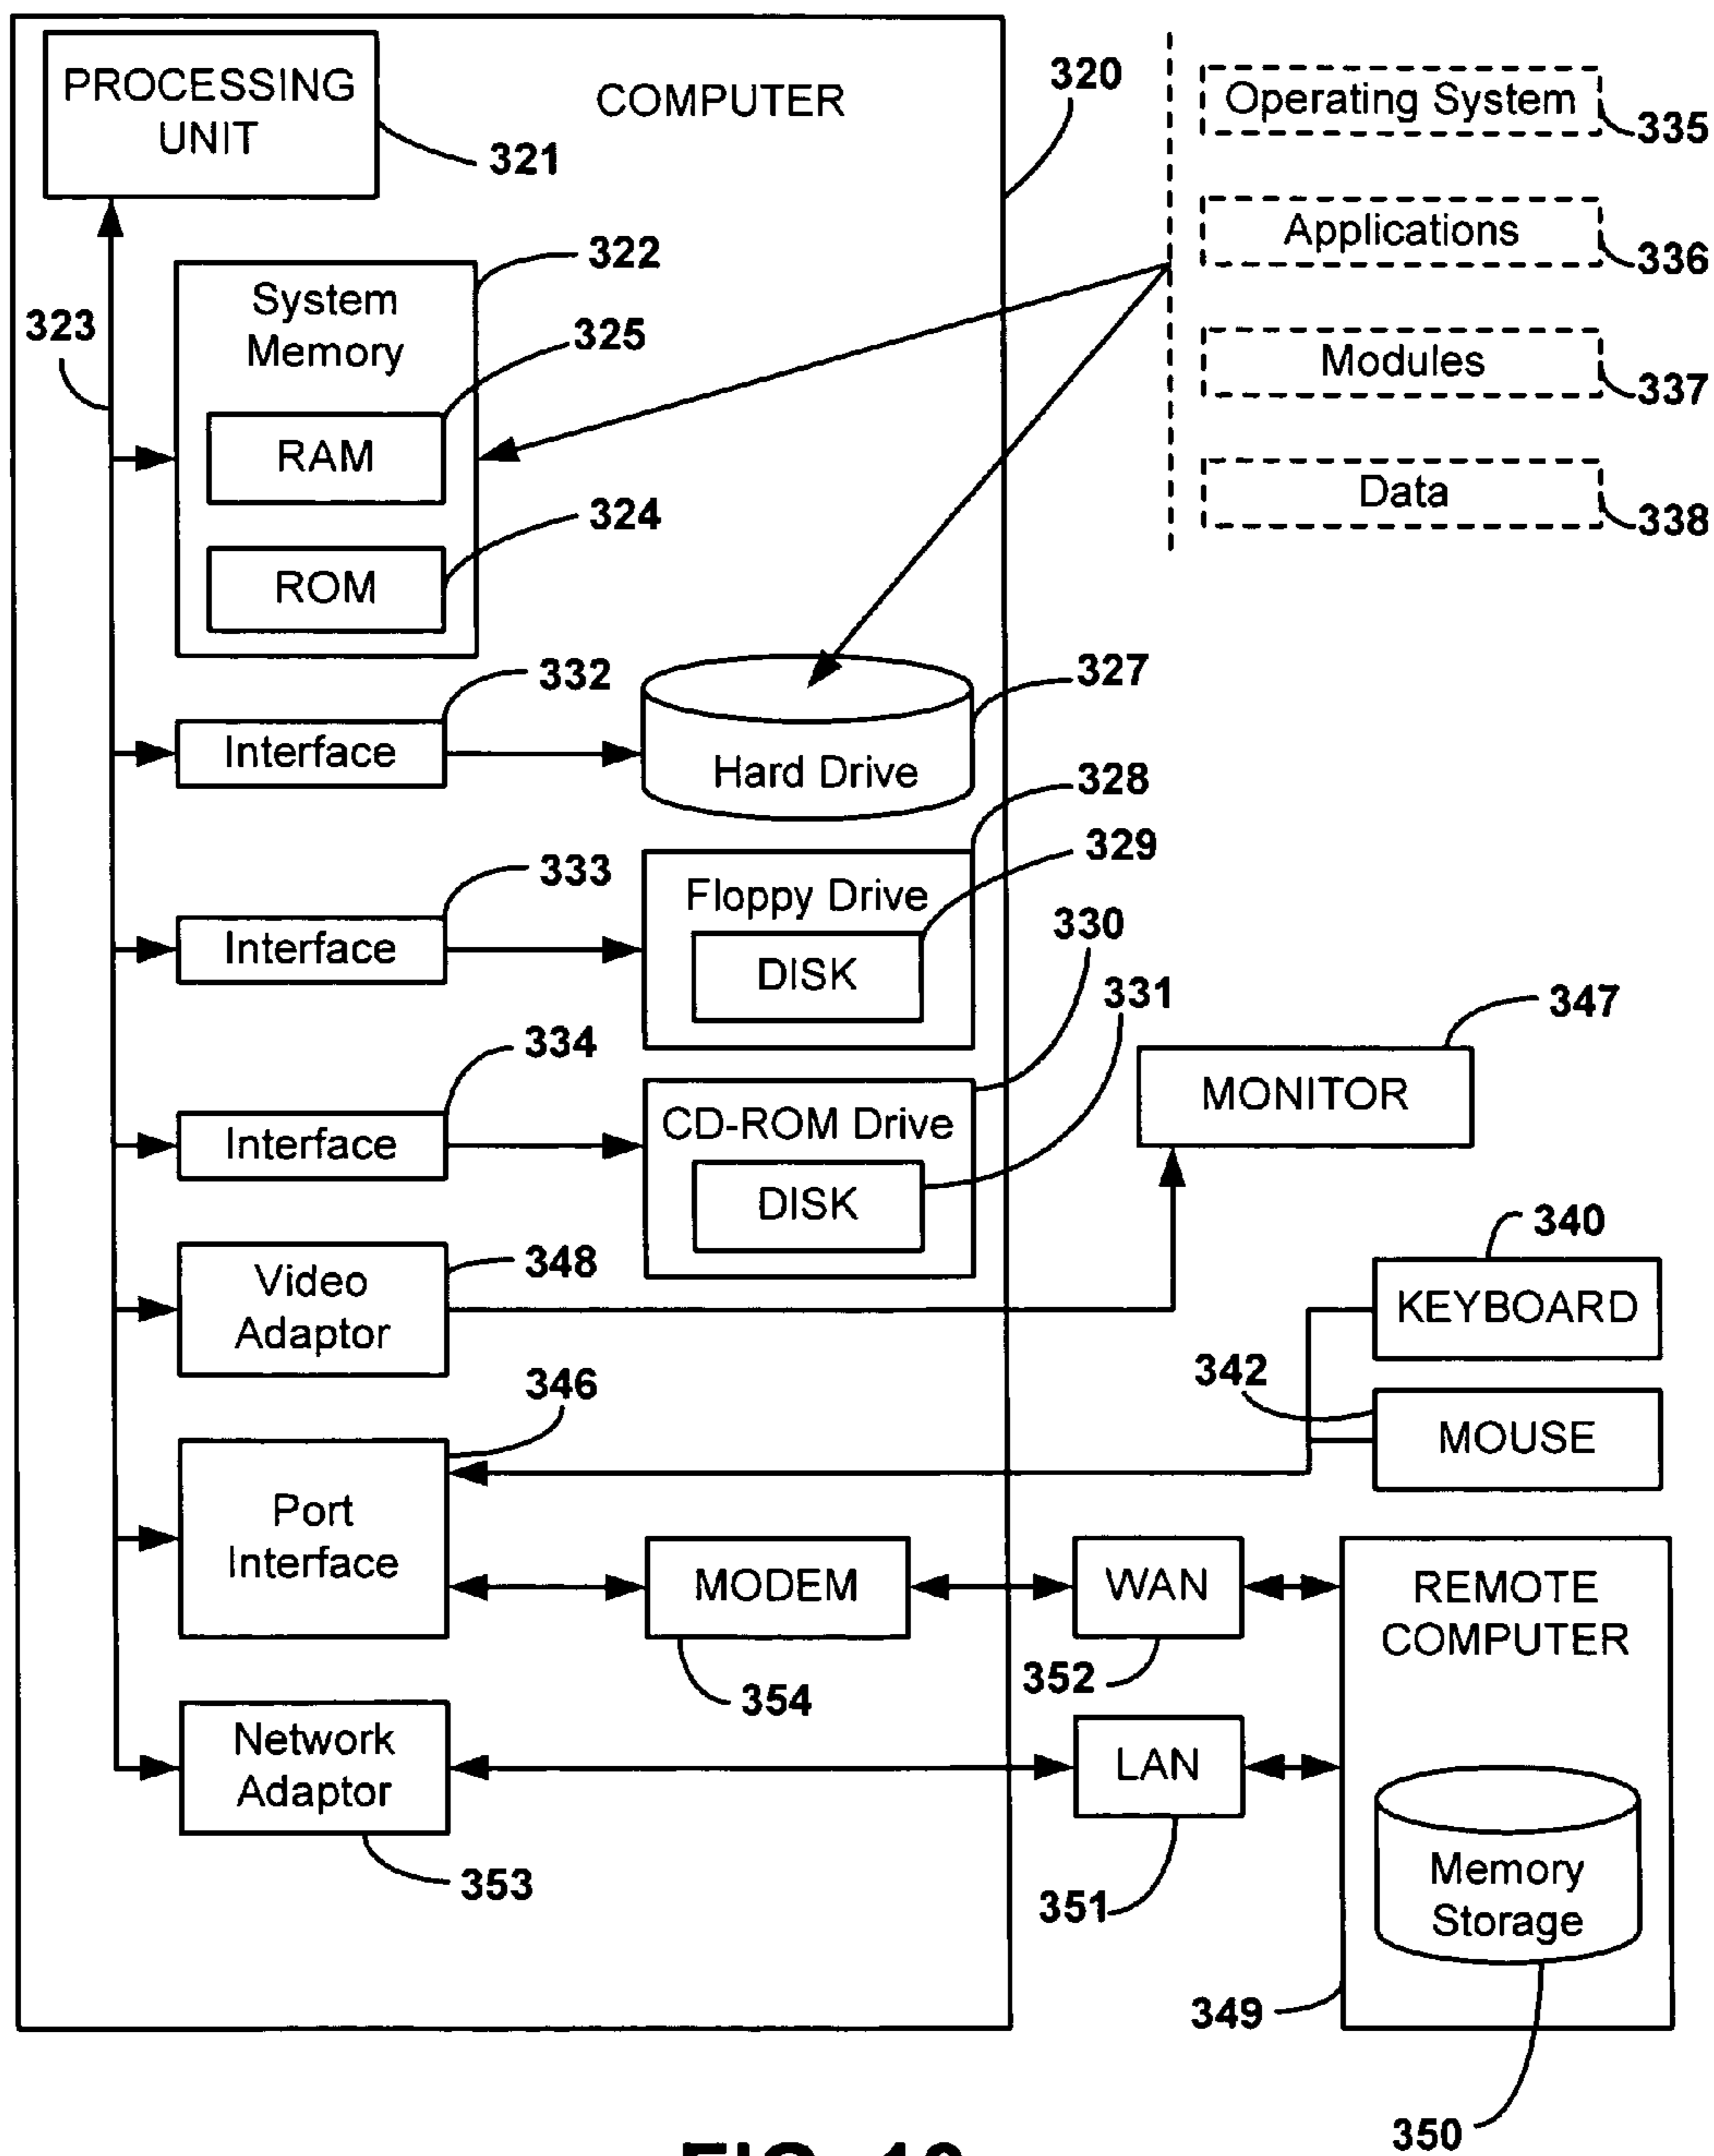 PROCESSING
UNIT
COMPUTER
320
321
Operating System
335
Applications
336
Modules
337
Data
338
322
System
Memory
323
325
RAM
324
ROM
332
Interface
327
Hard Drive
328
329
333
Interface
Floppy Drive
DISK
330
331
334
Interface
CD-ROM Drive
DISK
347
MONITOR
348
Video
Adaptor
340
KEYBOARD
342
MOUSE
346
Port
Interface
MODEM
354
WAN
352
REMOTE
COMPUTER
Network
Adaptor
353
LAN
351
Memory
Storage
349
350